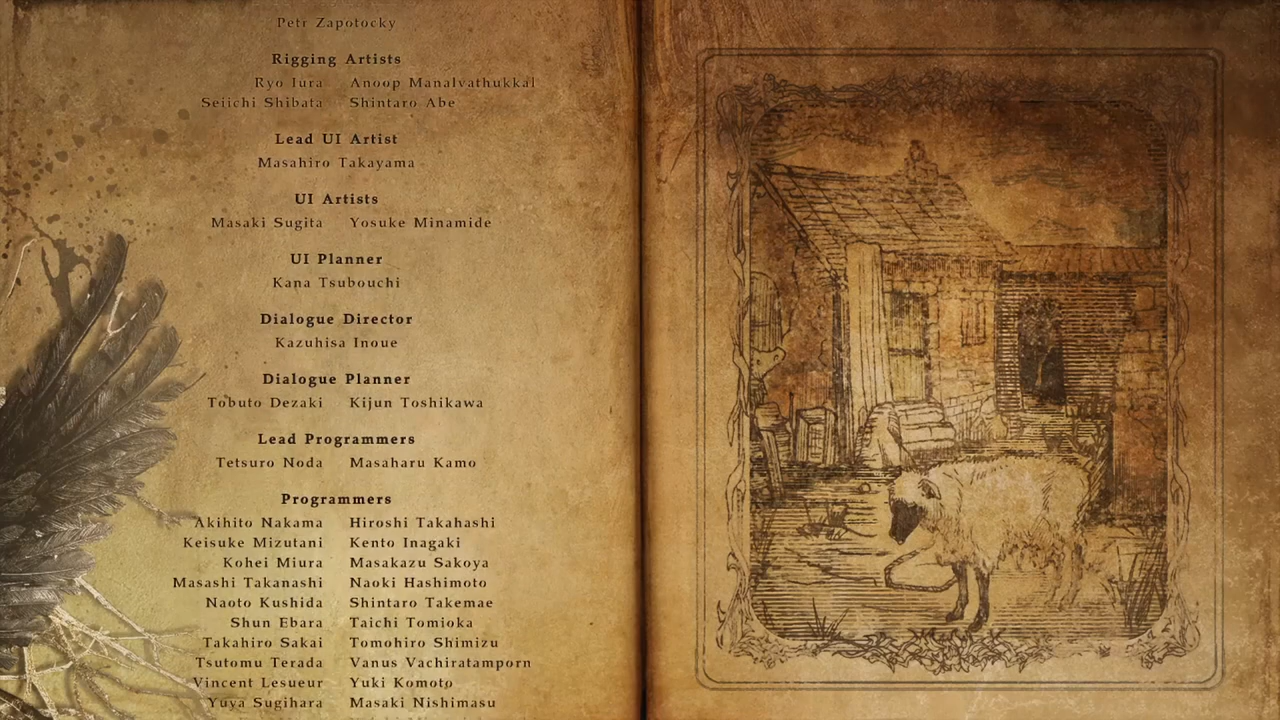 Petr Zapotocky
Rigging Artists
Ryo Iura Anoop Manalvathukkal
Seiichi Shibata Shintaro Abe
Lead UI Artist
Masahiro Takayama
UI Artists
Masaki Sugita Yosuke Minamide
UI Planner
Kana Tsubouchi
Dialogue Director
Kazuhisa Inoue
Dialogue Planner
Tobuto Dezaki Kijun Toshikawa
Lead Programmers
Tetsuro Noda Masaharu Kamo
Programmers
Akihito Nakama Hiroshi Takahashi
Keisuke Mizutani Kento Inagaki
Kohei Miura Masakazu Sakoya
Masashi Takanashi Naoki Hashimoto
Naoto Kushida Shintaro Takemae
Shun Ebara Taichi Tomioka
Takahiro Sakai Tomohiro Shimizu
Tsutomu Terada Vanus Vachiratamporn
Vincent Lesueur Yuki Komoto
Yuya Sugihara Masaki Nishimasu